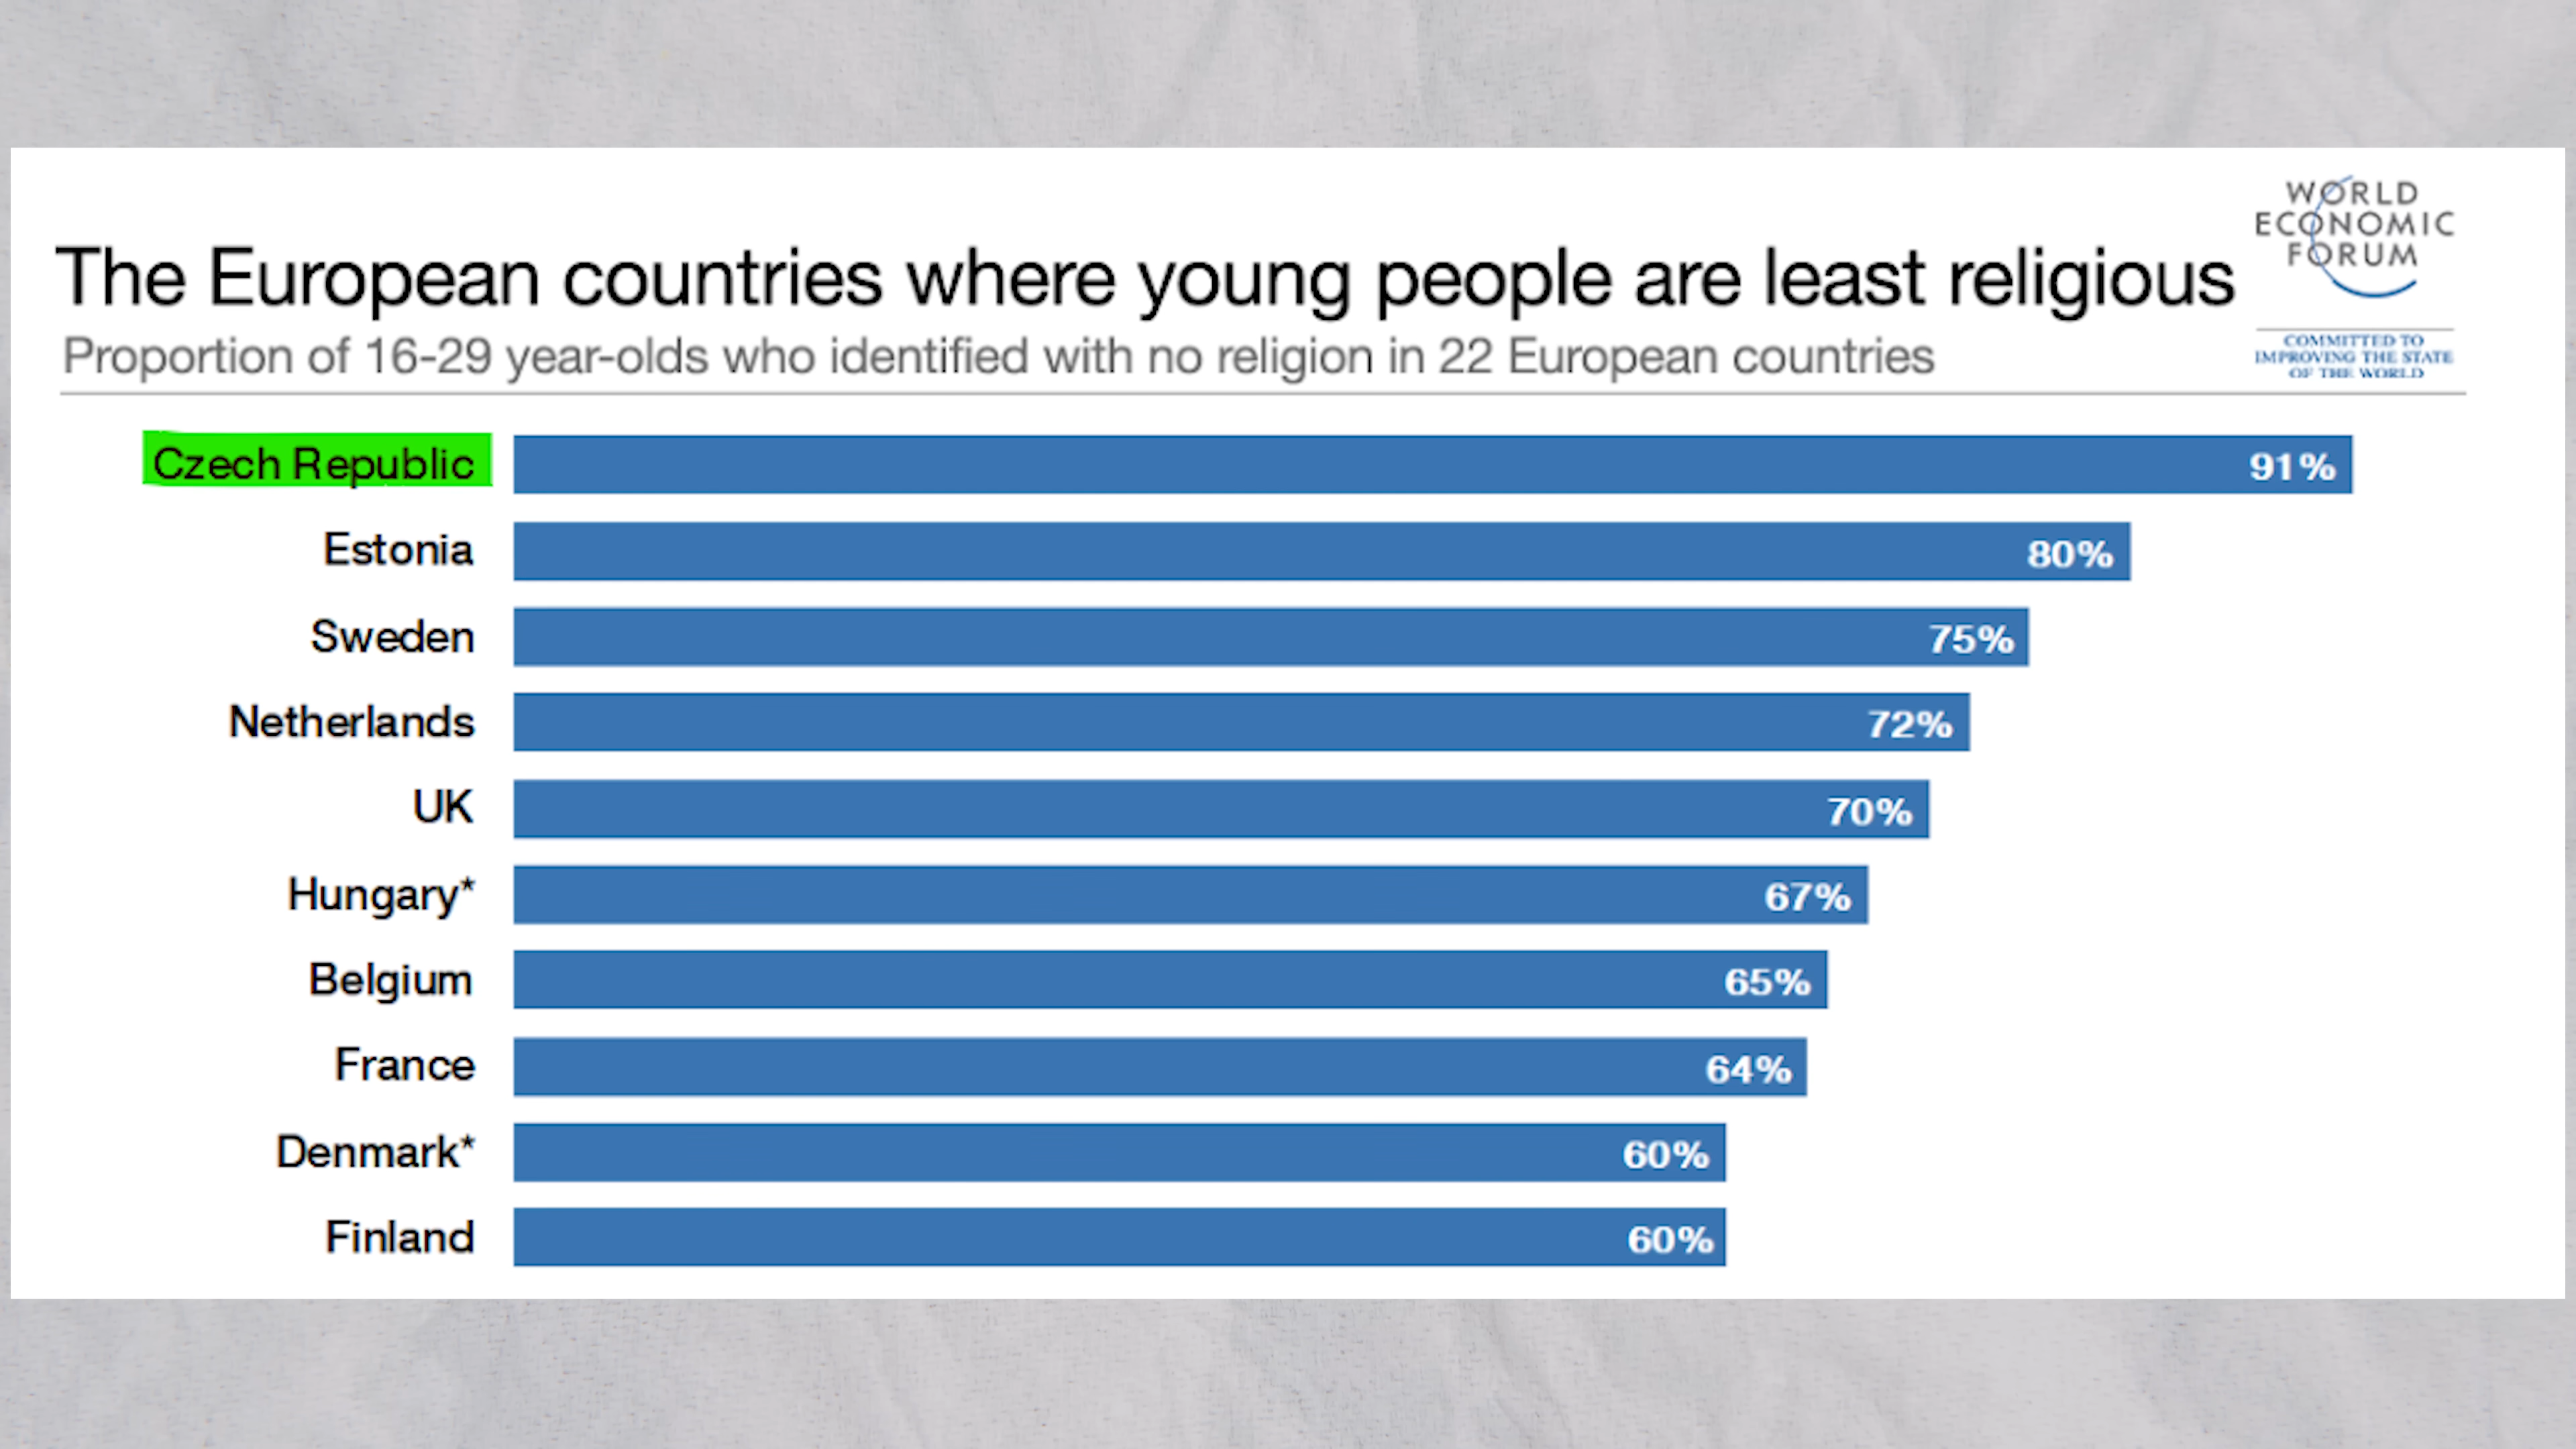 WORLD
ECONOMIC
FORUM
The European countries where young people are least religious
Proportion of 16-29 year-olds who identified with no religion in 22 European countries
COMMITTED TO
IMPROVING THE STATE
OF THE WORLD
Czech Republic 91%
Estonia 80%
Sweden 75%
Netherlands 72%
UK 70%
Hungary* 67%
Belgium 65%
France 64%
Denmark* 60%
Finland 60%